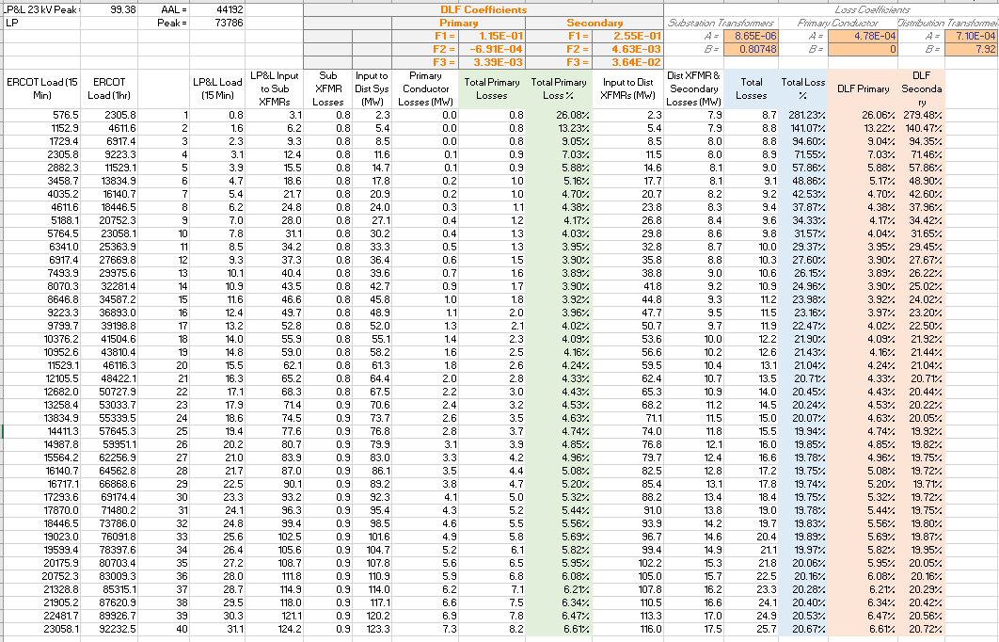 LP&L 23 kV Peak = 99.38 AAL = 44192 DLF Coefficients Loss Coefficients
LP Peak = 73786 Primary Secondary Substation Transformers Primary Conductor Distribution Transformer
F1 = 1.15E-01 F1 = 2.55E-01 A = 8.65E-06 A = 4.78E-04 A = 7.10E-04
F2 = -6.91E-04 F2 = 4.63E-03 B = 0.80748 B = 0 B = 7.92
F3 = 3.39E-03 F3 = 3.64E-02
ERCOT Load (15 Min) ERCOT Load (1hr) LP&L Load (15 Min) LP&L Input to Sub XFMRs Sub XFMR Losses Input to Dist Sys (MW) Primary Conductor Losses (MW) Total Primary Losses Total Primary Loss % Input to Dist XFMRs (MW) Dist XFMR & Secondary Losses (MW) Total Losses Total Loss % DLF Primary DLF Secondary
576.5 2305.8 1 0.8 3.1 0.8 2.3 0.0 0.8 26.08% 2.3 7.9 8.7 281.23% 26.06% 279.48%
1152.9 4611.6 2 1.6 6.2 0.8 5.4 0.0 0.8 13.23% 5.4 7.9 8.8 141.07% 13.22% 140.47%
1729.4 6917.4 3 2.3 9.3 0.8 8.5 0.0 0.8 9.05% 8.5 8.0 8.8 94.60% 9.04% 94.35%
2305.8 9223.3 4 3.1 12.4 0.8 11.6 0.1 0.9 7.03% 11.5 8.0 8.9 71.55% 7.03% 71.46%
2882.3 11529.1 5 3.9 15.5 0.8 14.7 0.1 0.9 5.88% 14.6 8.1 9.0 57.86% 5.88% 57.86%
3458.7 13834.9 6 4.7 18.6 0.8 17.8 0.2 1.0 5.16% 17.7 8.1 9.1 48.86% 5.17% 48.90%
4035.2 16140.7 7 5.4 21.7 0.8 20.9 0.2 1.0 4.70% 20.7 8.2 9.2 42.53% 4.70% 42.60%
4611.6 18446.5 8 6.2 24.8 0.8 24.0 0.3 1.1 4.38% 23.8 8.3 9.4 37.87% 4.38% 37.96%
5188.1 20752.3 9 7.0 28.0 0.8 27.1 0.4 1.2 4.17% 26.8 8.4 9.6 34.33% 4.17% 34.42%
5764.5 23058.1 10 7.8 31.1 0.8 30.2 0.4 1.3 4.03% 29.8 8.6 9.8 31.57% 4.04% 31.65%
6341.0 25363.9 11 8.5 34.2 0.8 33.3 0.5 1.3 3.95% 32.8 8.7 10.0 29.37% 3.95% 29.45%
6917.4 27669.8 12 9.3 37.3 0.8 36.4 0.6 1.5 3.90% 35.8 8.8 10.3 27.60% 3.90% 27.67%
7493.9 29975.6 13 10.1 40.4 0.8 39.6 0.7 1.6 3.89% 38.8 9.0 10.6 26.15% 3.89% 26.22%
8070.3 32281.4 14 10.9 43.5 0.8 42.7 0.9 1.7 3.90% 41.8 9.2 10.9 24.96% 3.90% 25.02%
8646.8 34587.2 15 11.6 46.6 0.8 45.8 1.0 1.8 3.92% 44.8 9.3 11.2 23.98% 3.92% 24.02%
9223.3 36893.0 16 12.4 49.7 0.8 48.9 1.1 2.0 3.96% 47.7 9.5 11.5 23.16% 3.97% 23.20%
9799.7 39198.8 17 13.2 52.8 0.8 52.0 1.3 2.1 4.02% 50.7 9.7 11.9 22.47% 4.02% 22.50%
10376.2 41504.6 18 14.0 55.9 0.8 55.1 1.4 2.3 4.09% 53.6 10.0 12.2 21.90% 4.09% 21.92%
10952.6 43810.4 19 14.8 59.0 0.8 58.2 1.6 2.5 4.16% 56.6 10.2 12.6 21.43% 4.16% 21.44%
11529.1 46116.3 20 15.5 62.1 0.8 61.3 1.8 2.6 4.24% 59.5 10.4 13.1 21.04% 4.24% 21.04%
12105.5 48422.1 21 16.3 65.2 0.8 64.4 2.0 2.8 4.33% 62.4 10.7 13.5 20.71% 4.33% 20.71%
12682.0 50727.9 22 17.1 68.3 0.8 67.5 2.2 3.0 4.43% 65.3 10.9 14.0 20.45% 4.43% 20.44%
13258.4 53033.7 23 17.9 71.4 0.9 70.6 2.4 3.2 4.53% 68.2 11.2 14.5 20.24% 4.53% 20.22%
13834.9 55339.5 24 18.6 74.5 0.9 73.7 2.6 3.5 4.63% 71.1 11.5 15.0 20.07% 4.63% 20.05%
14411.3 57645.3 25 19.4 77.6 0.9 76.8 2.8 3.7 4.74% 74.0 11.8 15.5 19.94% 4.74% 19.92%
14987.8 59951.1 26 20.2 80.7 0.9 79.9 3.1 3.9 4.85% 76.8 12.1 16.0 19.85% 4.85% 19.82%
15564.2 62256.9 27 21.0 83.9 0.9 83.0 3.3 4.2 4.96% 79.7 12.4 16.6 19.78% 4.96% 19.75%
16140.7 64562.8 28 21.7 87.0 0.9 86.1 3.5 4.4 5.08% 82.5 12.8 17.2 19.75% 5.08% 19.72%
16717.1 66868.6 29 22.5 90.1 0.9 89.2 3.8 4.7 5.20% 85.4 13.1 17.8 19.74% 5.20% 19.71%
17293.6 69174.4 30 23.3 93.2 0.9 92.3 4.1 5.0 5.32% 88.2 13.4 18.4 19.75% 5.32% 19.72%
17870.0 71480.2 31 24.1 96.3 0.9 95.4 4.3 5.2 5.44% 91.0 13.8 19.0 19.78% 5.44% 19.75%
18446.5 73786.0 32 24.8 99.4 0.9 98.5 4.6 5.5 5.56% 93.9 14.2 19.7 19.83% 5.56% 19.80%
19023.0 76091.8 33 25.6 102.5 0.9 101.6 4.9 5.8 5.69% 96.7 14.6 20.4 19.89% 5.69% 19.87%
19599.4 78397.6 34 26.4 105.6 0.9 104.7 5.2 6.1 5.82% 99.4 14.9 21.1 19.97% 5.82% 19.95%
20175.9 80703.4 35 27.2 108.7 0.9 107.8 5.6 6.5 5.95% 102.2 15.3 21.8 20.06% 5.95% 20.05%
20752.3 83009.3 36 28.0 111.8 0.9 110.9 5.9 6.8 6.08% 105.0 15.7 22.5 20.16% 6.08% 20.16%
21328.8 85315.1 37 28.7 114.9 0.9 114.0 6.2 7.1 6.21% 107.8 16.2 23.3 20.28% 6.21% 20.29%
21905.2 87620.9 38 29.5 118.0 0.9 117.1 6.6 7.5 6.34% 110.5 16.6 24.1 20.40% 6.34% 20.42%
22481.7 89926.7 39 30.3 121.1 0.9 120.2 6.9 7.8 6.47% 113.3 17.0 24.9 20.53% 6.47% 20.56%
23058.1 92232.5 40 31.1 124.2 0.9 123.3 7.3 8.2 6.61% 116.0 17.5 25.7 20.67% 6.61% 20.72%